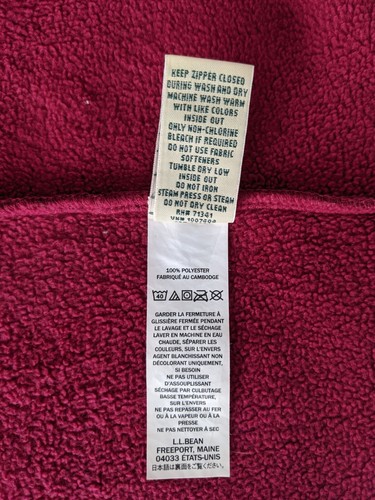 KEEP ZIPPER CLOSED
DURING WASH AND DRY
MACHINE WASH WARM
WITH LIKE COLORS
INSIDE OUT
ONLY NON-CHLORINE
BLEACH IF REQUIRED
DO NOT USE FABRIC
SOFTENERS
TUMBLE DRY LOW
INSIDE OUT
DO NOT IRON
STEAM PRESS OR STEAM
DO NOT DRY CLEAN
RN# 71341
100% POLYESTER
FABRIQUÉ AU CAMBODGE
40
GARDER LA FERMETURE À
GLISSIÈRE FERMÉE PENDANT
LE LAVAGE ET LE SÉCHAGE
LAVER EN MACHINE EN EAU
CHAUDE, SÉPARER LES
COULEURS, SUR L'ENVERS
AGENT BLANCHISSANT NON
DÉCOLORANT UNIQUEMENT,
SI BESOIN
NE PAS UTILISER
D'ASSOUPLISSANT
SÉCHAGE PAR CULBUTAGE
BASSE TEMPÉRATURE,
SUR L'ENVERS
NE PAS REPASSER AU FER
OU À LA VAPEUR OU À LA
PRESSE
NE PAS NETTOYER À SEC
L.L.BEAN
FREEPORT, MAINE
04033 ÉTATS-UNIS
日本語は裏面をご覧ください。